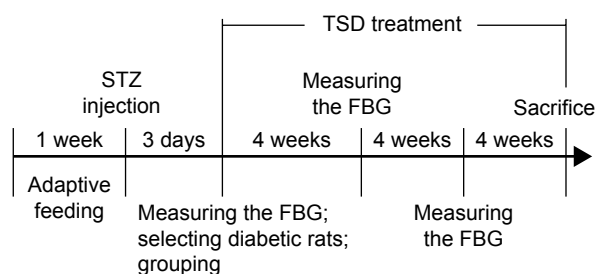 TSD treatment
STZ
injection
Measuring
the FBG
Sacrifice
1 week
3 days
4 weeks
4 weeks
4 weeks
Adaptive
feeding
Measuring the FBG;
selecting diabetic rats;
grouping
Measuring
the FBG